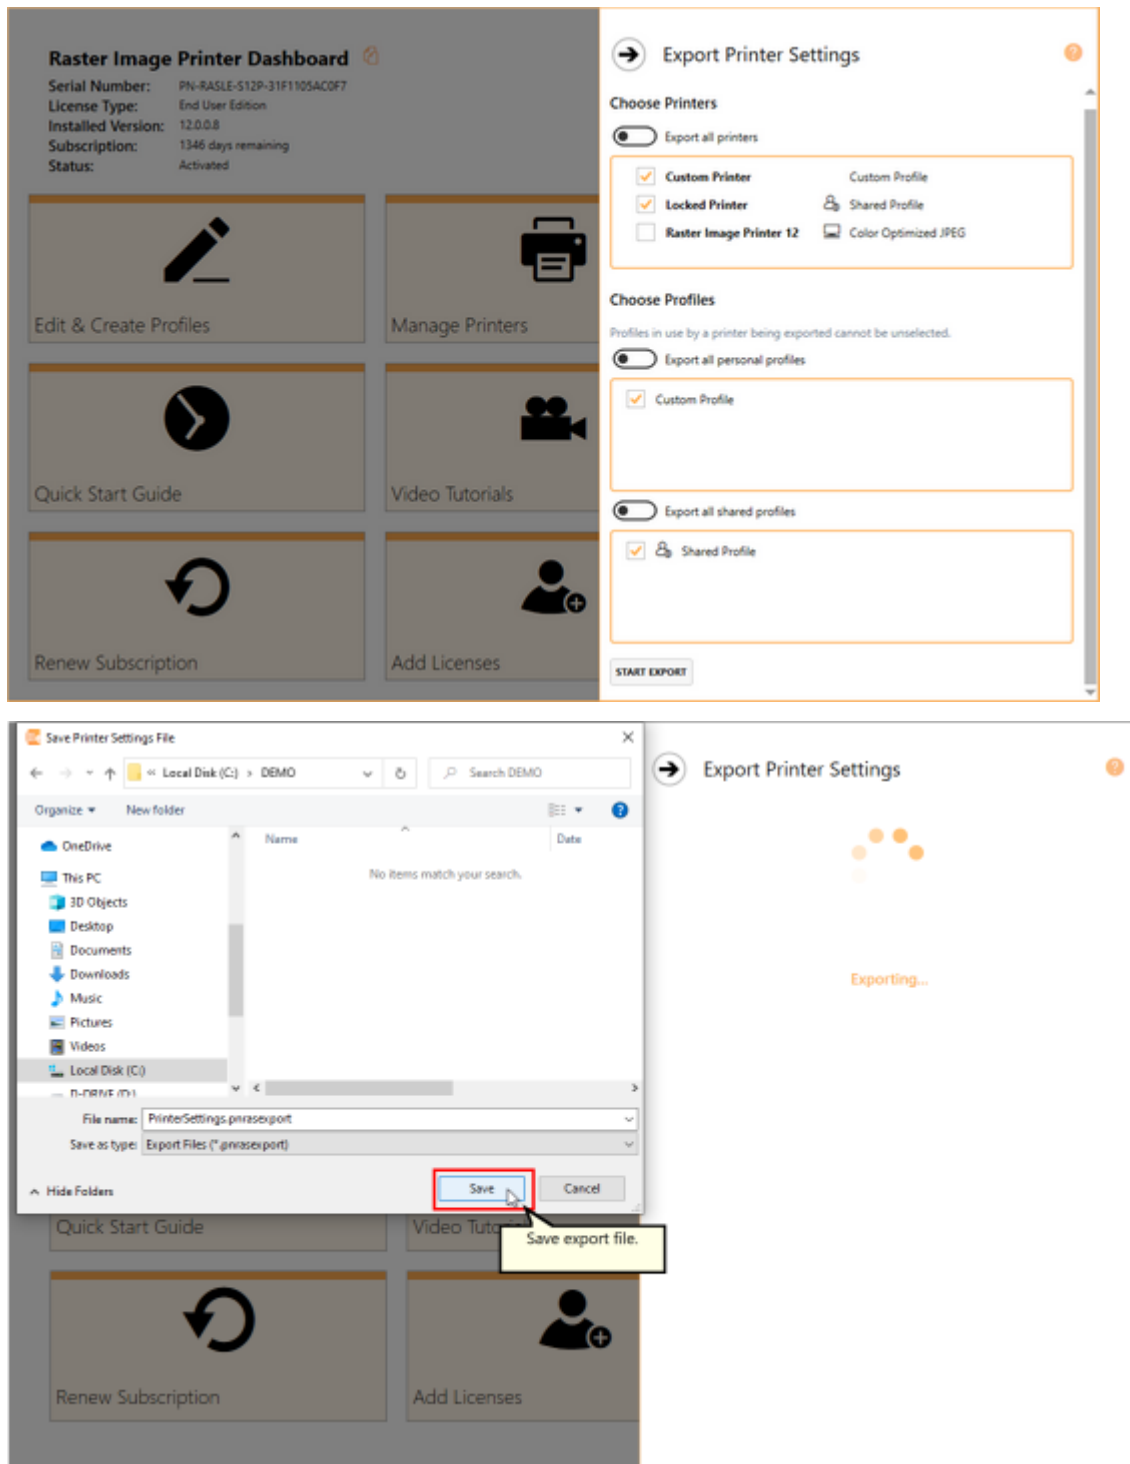 Raster Image Printer Dashboard
Serial Number: PN-RASLE-S12P-31F1105AC0F7
License Type: End User Edition
Installed Version: 12.0.0.8
Subscription: 1346 days remaining
Status: Activated
Edit & Create Profiles
Manage Printers
Quick Start Guide
Video Tutorials
Renew Subscription
Add Licenses
Export Printer Settings
?
Choose Printers
Export all printers
Custom Printer Custom Profile
Locked Printer Shared Profile
Raster Image Printer 12 Color Optimized JPEG
Choose Profiles
Profiles in use by a printer being exported cannot be unselected.
Export all personal profiles
Custom Profile
Export all shared profiles
Shared Profile
START EXPORT
Save Printer Settings File
« Local Disk (C:) > DEMO
Search DEMO
Organize
New folder
?
Name
Date
No items match your search.
OneDrive
This PC
3D Objects
Desktop
Documents
Downloads
Music
Pictures
Videos
Local Disk (C:)
D-DRIVE (D:)
File name: PrinterSettings.pnrasexport
Save as type: Export Files (*.pnrasexport)
Hide Folders
Save
Cancel
Save export file.
Quick Start Guide
Video Tuto
Renew Subscription
Add Licenses
Export Printer Settings
?
Exporting...